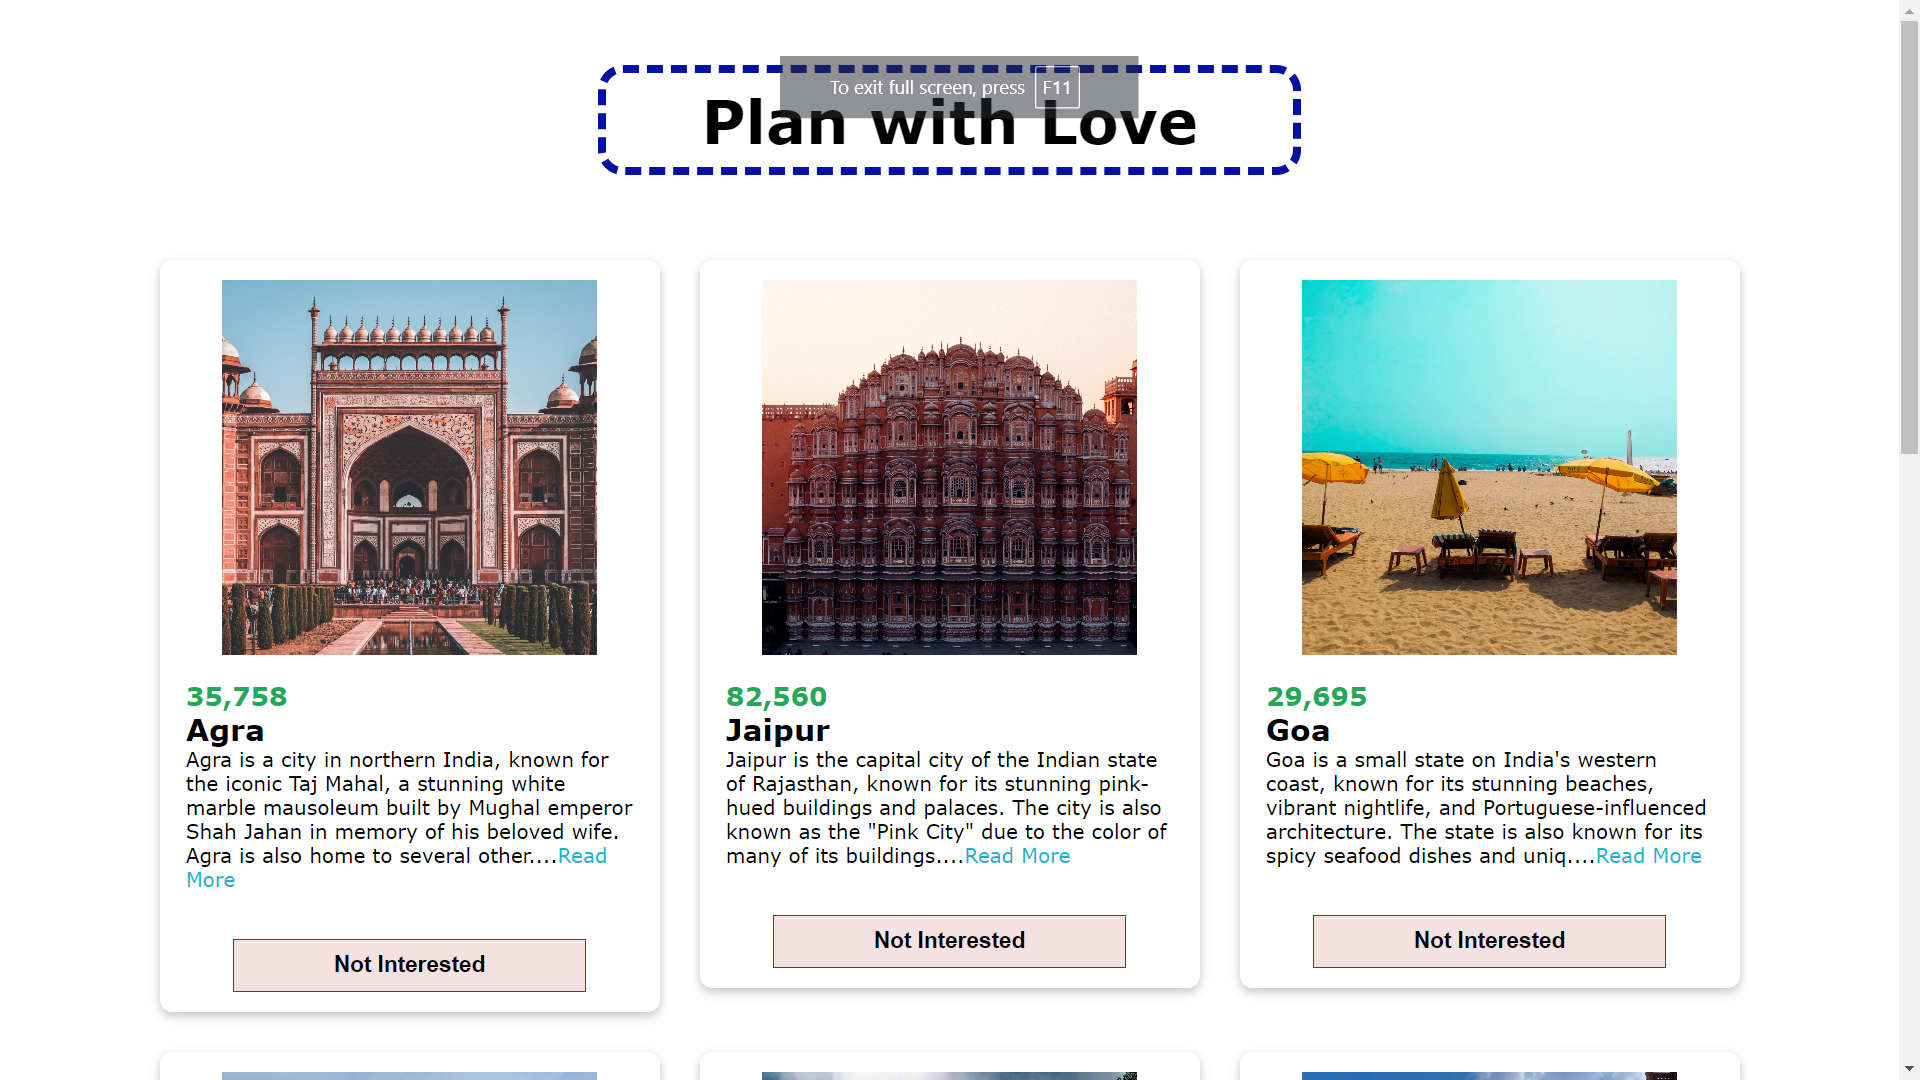 To exit full screen, press F11
Plan with Love
35,758
Agra
Agra is a city in northern India, known for
the iconic Taj Mahal, a stunning white
marble mausoleum built by Mughal emperor
Shah Jahan in memory of his beloved wife.
Agra is also home to several other....Read
More
Not Interested
82,560
Jaipur
Jaipur is the capital city of the Indian state
of Rajasthan, known for its stunning pink-
hued buildings and palaces. The city is also
known as the "Pink City" due to the color of
many of its buildings....Read More
Not Interested
29,695
Goa
Goa is a small state on India's western
coast, known for its stunning beaches,
vibrant nightlife, and Portuguese-influenced
architecture. The state is also known for its
spicy seafood dishes and uniq....Read More
Not Interested